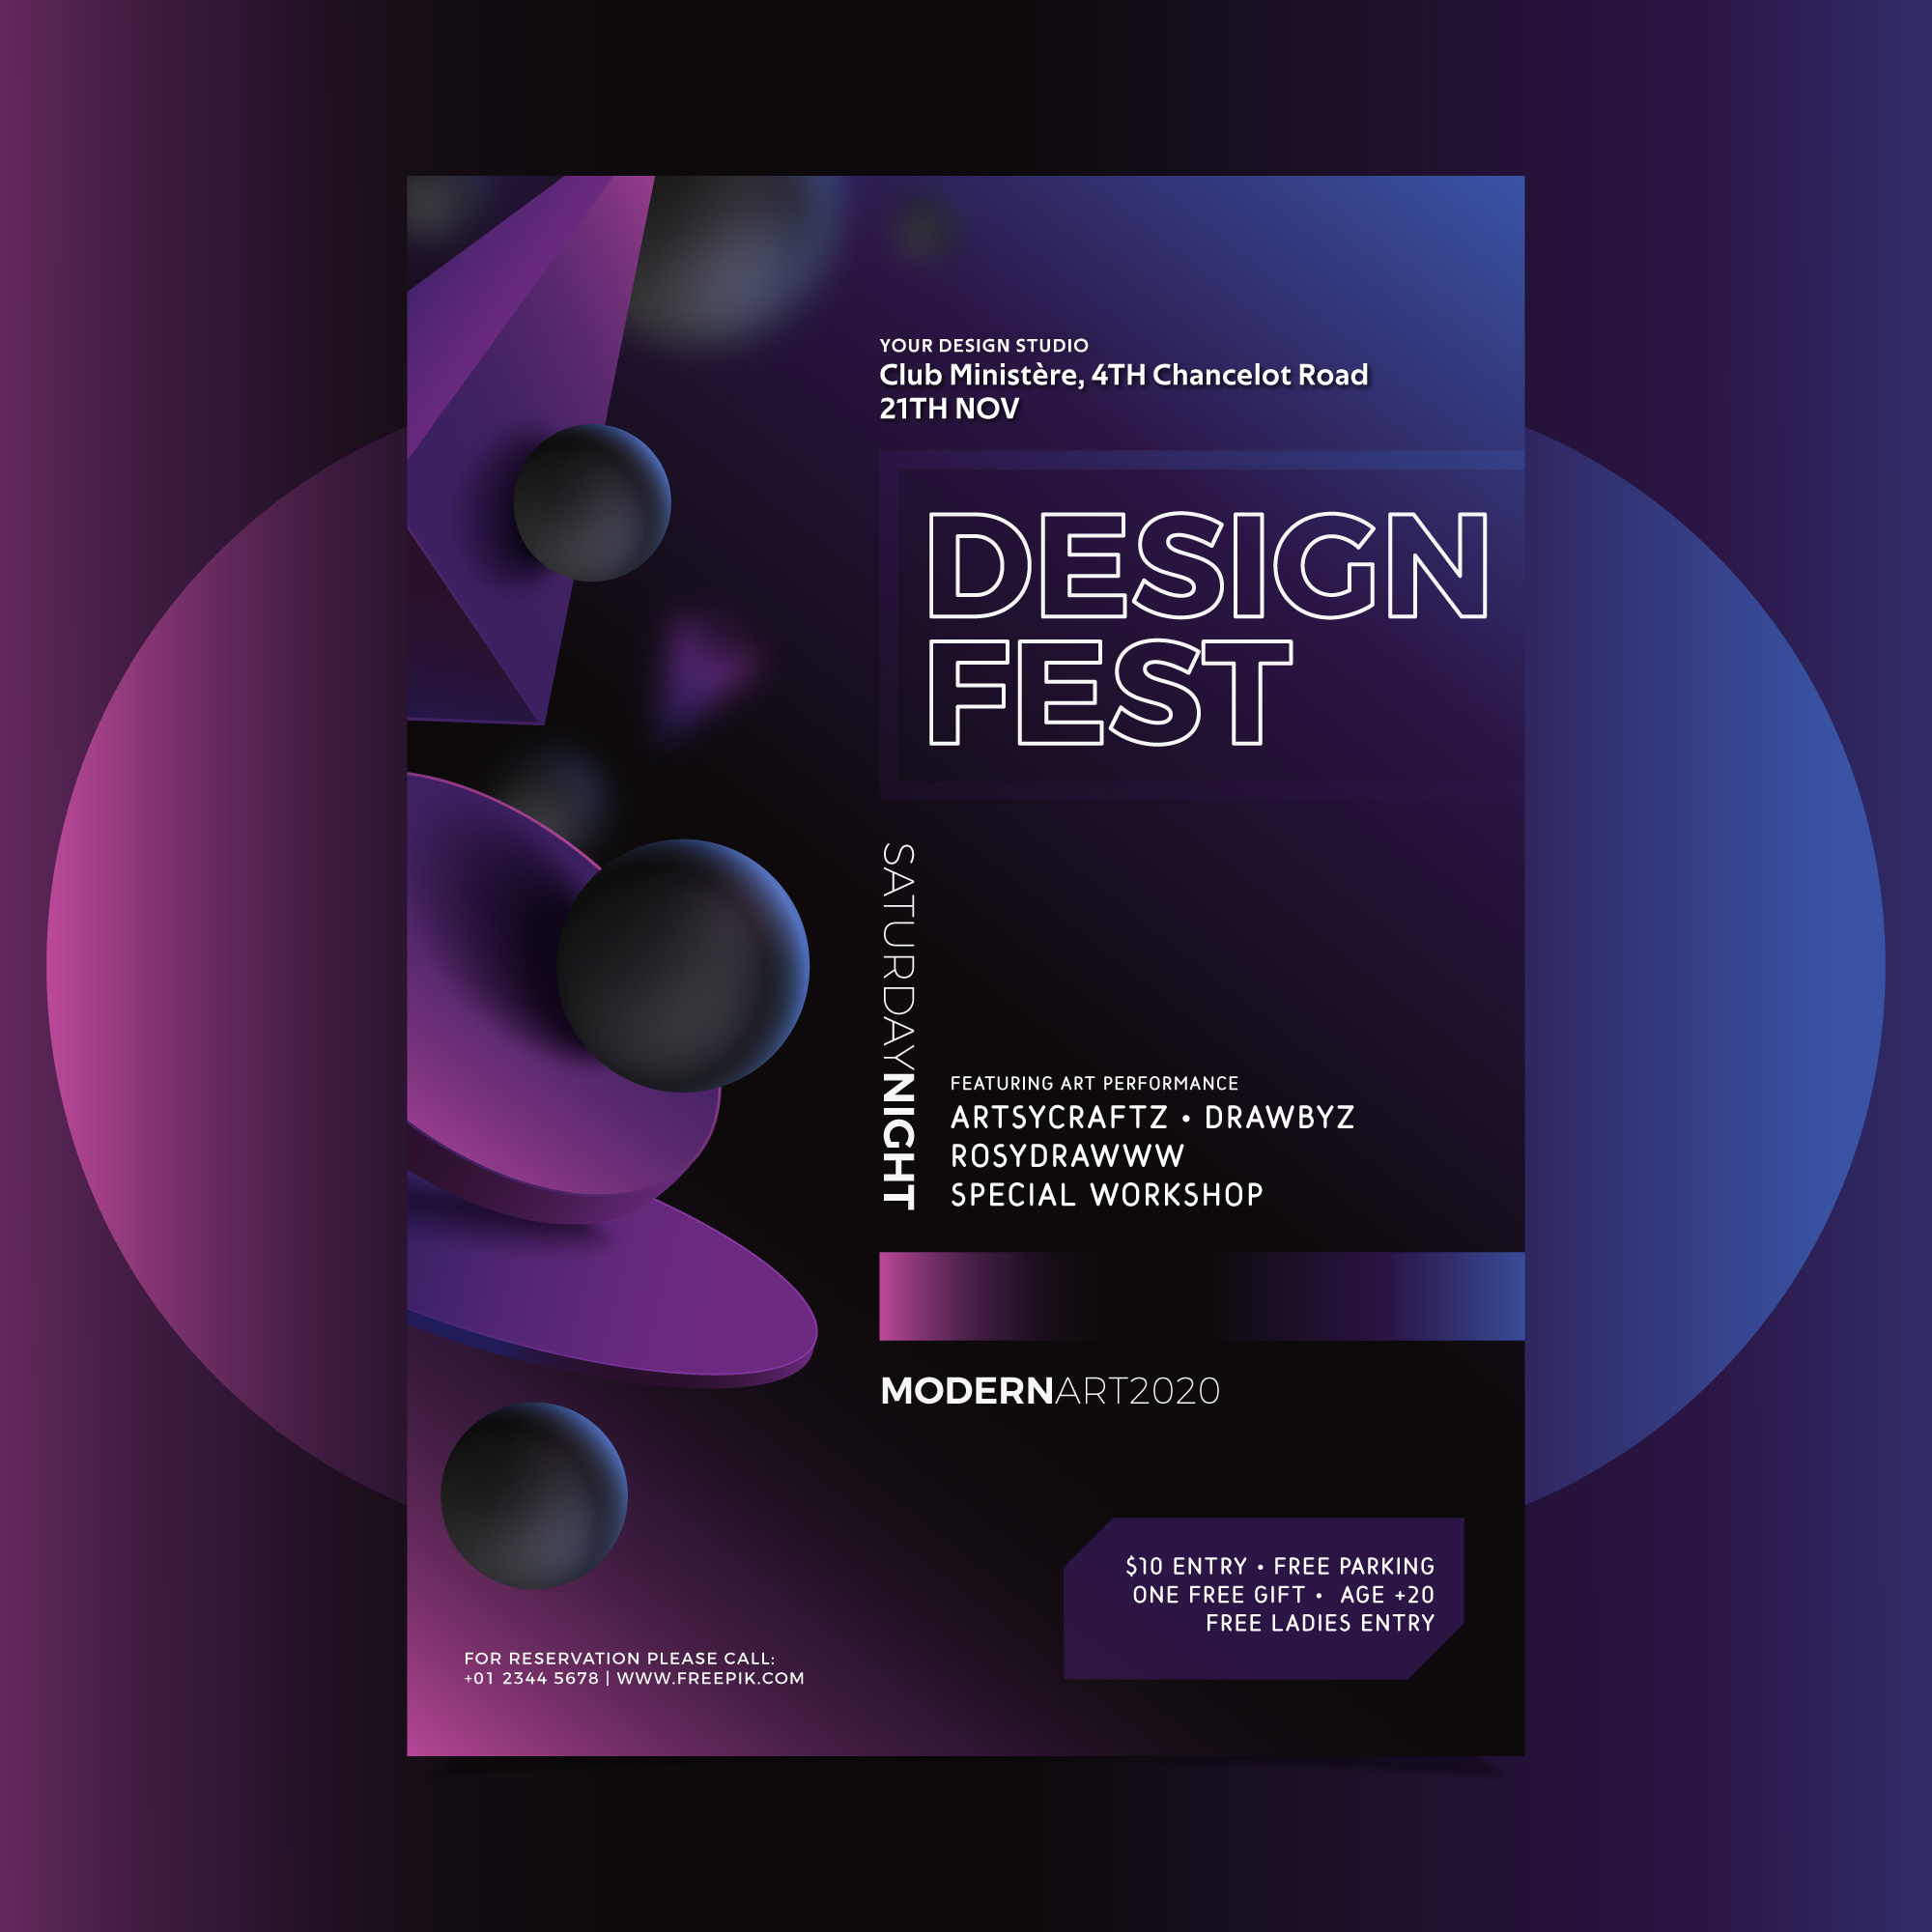 YOUR DESIGN STUDIO
Club Ministère, 4TH Chancelot Road
21TH NOV
DESIGN
FEST
SATURDAYNIGHT
FEATURING ART PERFORMANCE
ARTSYCRAFTZ • DRAWBYZ
ROSYDRAWWW
SPECIAL WORKSHOP
MODERNART2020
$10 ENTRY • FREE PARKING
ONE FREE GIFT • AGE +20
FREE LADIES ENTRY
FOR RESERVATION PLEASE CALL:
+01 2344 5678 | WWW.FREEPIK.COM